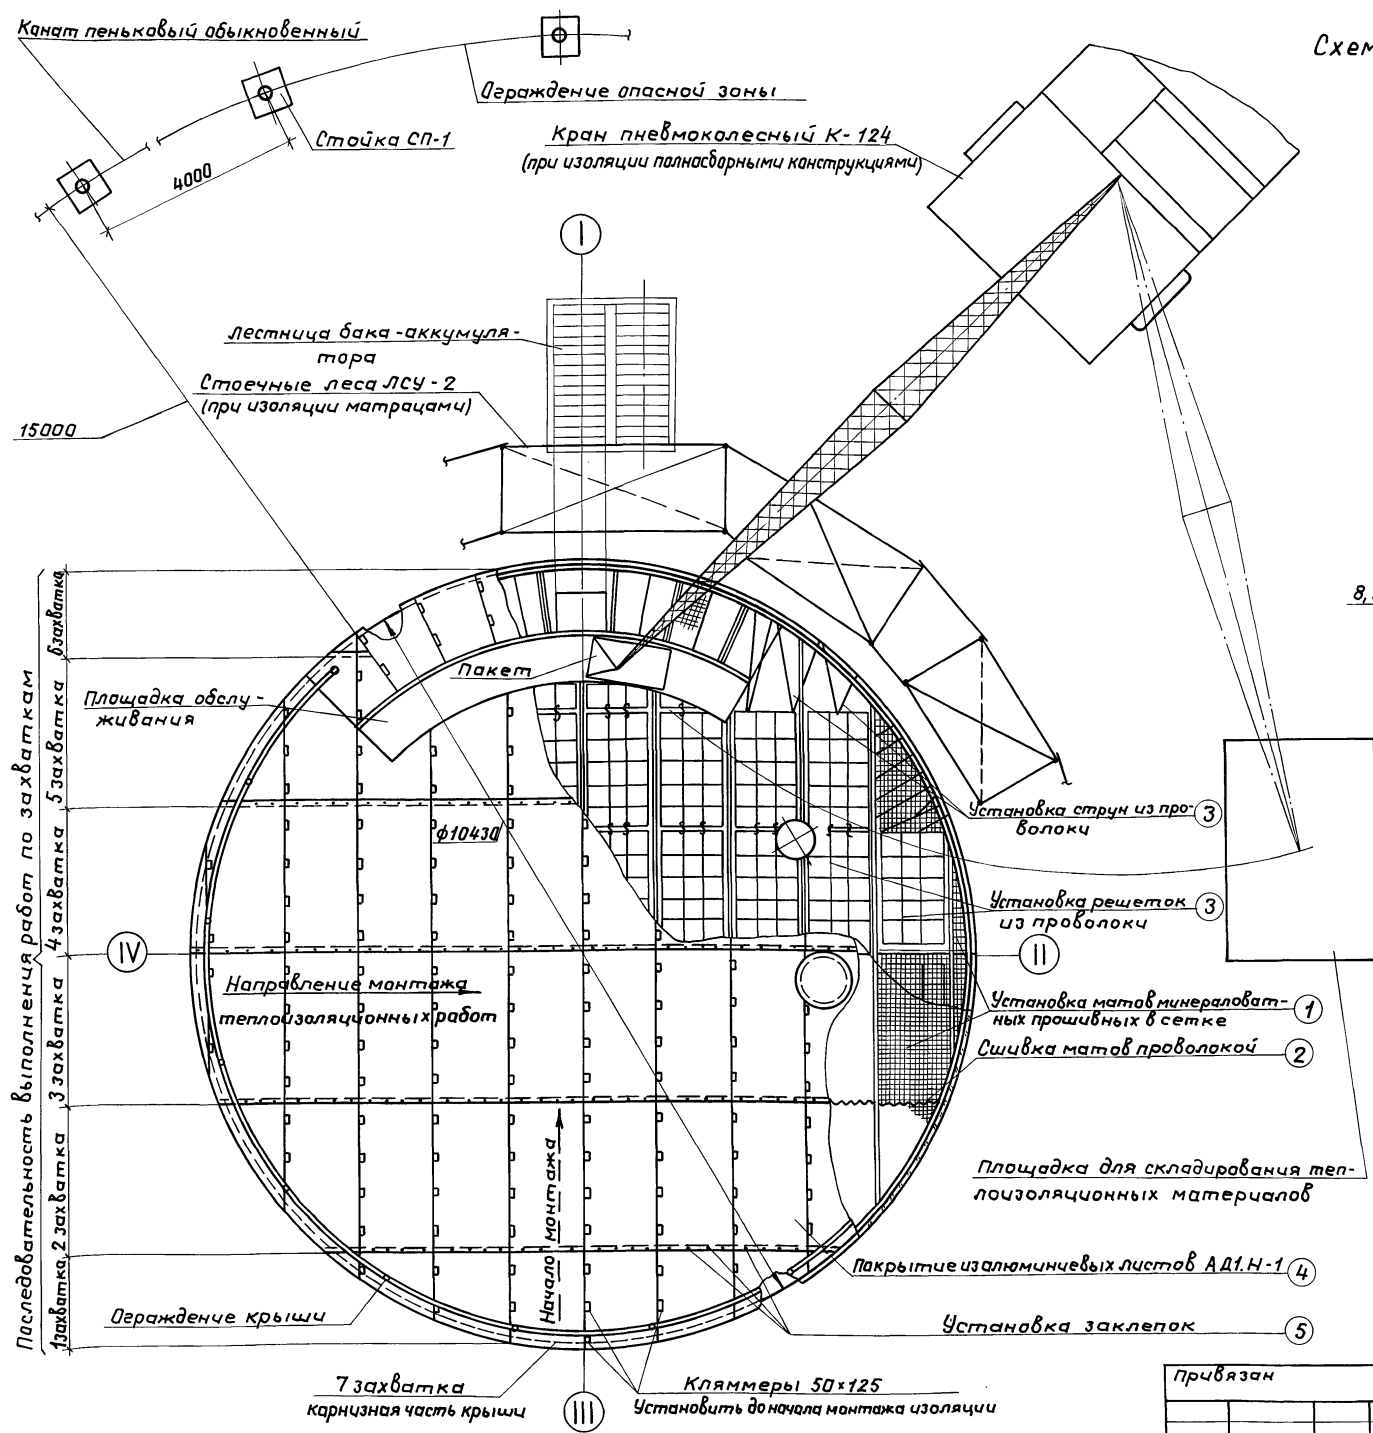 Канат пеньковый обыкновенный
Схем
Ограждение опасной зоны
Стойка СП-1
4000
Кран пневмоколесный К-124
(при изоляции полносборными конструкциями)
I
Лестница бака-аккумуля-
тора
Стоечные леса ЛСУ-2
(при изоляции матрацами)
15000
8,
Пакет
Площадка обслу-
живания
ф10430
Установка струн из про-
волоки
3
Установка решеток
из проволоки
3
IV
II
Направление монтажа
теплоизоляционных работ
Установка матов минераловат-
ных прошивных в сетке
1
Сшивка матов проволокой
2
Площадка для складирования теп-
лоизоляционных материалов
Начало монтажа
Покрытие из алюминиевых листов АД1.Н-1
4
Ограждение крыши
Установка заклепок
5
7 захватка
карнизная часть крыши
III
Кляммеры 50×125
Установить до начала монтажа изоляции
Привязан
Последовательность выполнения работ по захваткам
1захватка
2 захватка
3 захватка
4 захватка
5 захватка
6 захватка